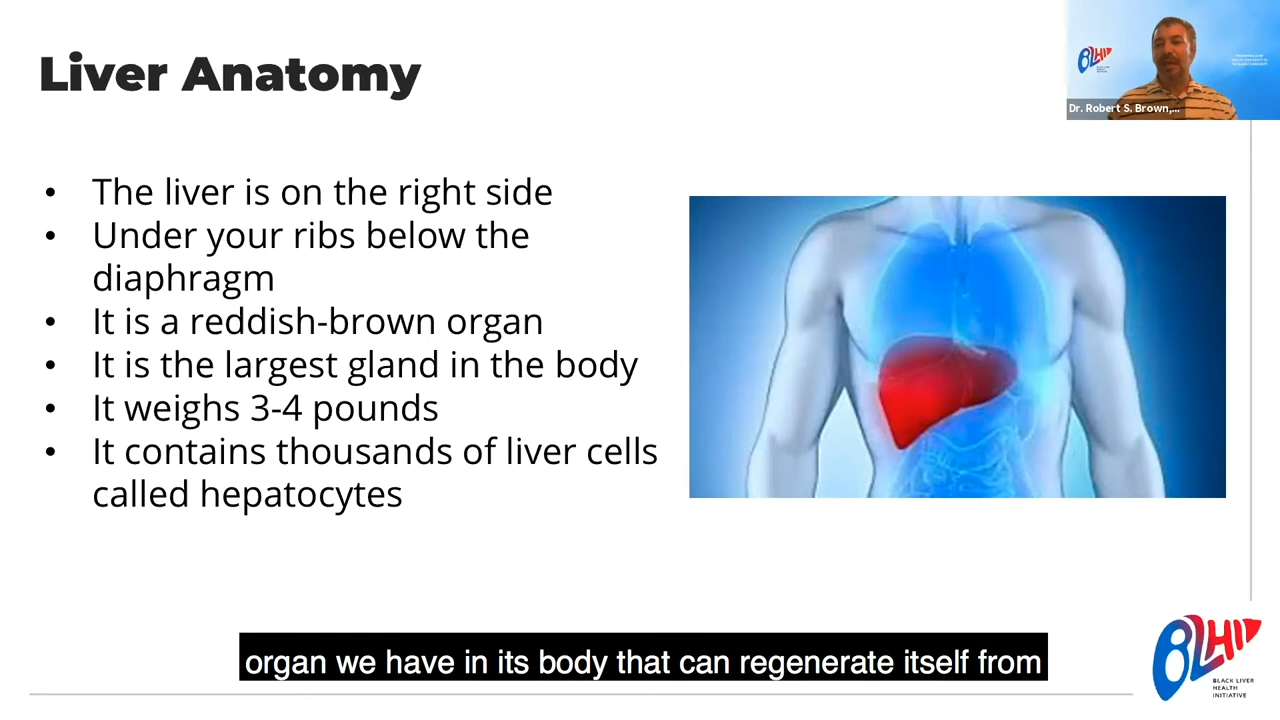 Liver Anatomy
• The liver is on the right side
• Under your ribs below the
diaphragm
• It is a reddish-brown organ
• It is the largest gland in the body
• It weighs 3-4 pounds
• It contains thousands of liver cells
called hepatocytes
BLHI
Dr. Robert S. Brown,...
organ we have in its body that can regenerate itself from
BLHI
BLACK LIVER
HEALTH
INITIATIVE